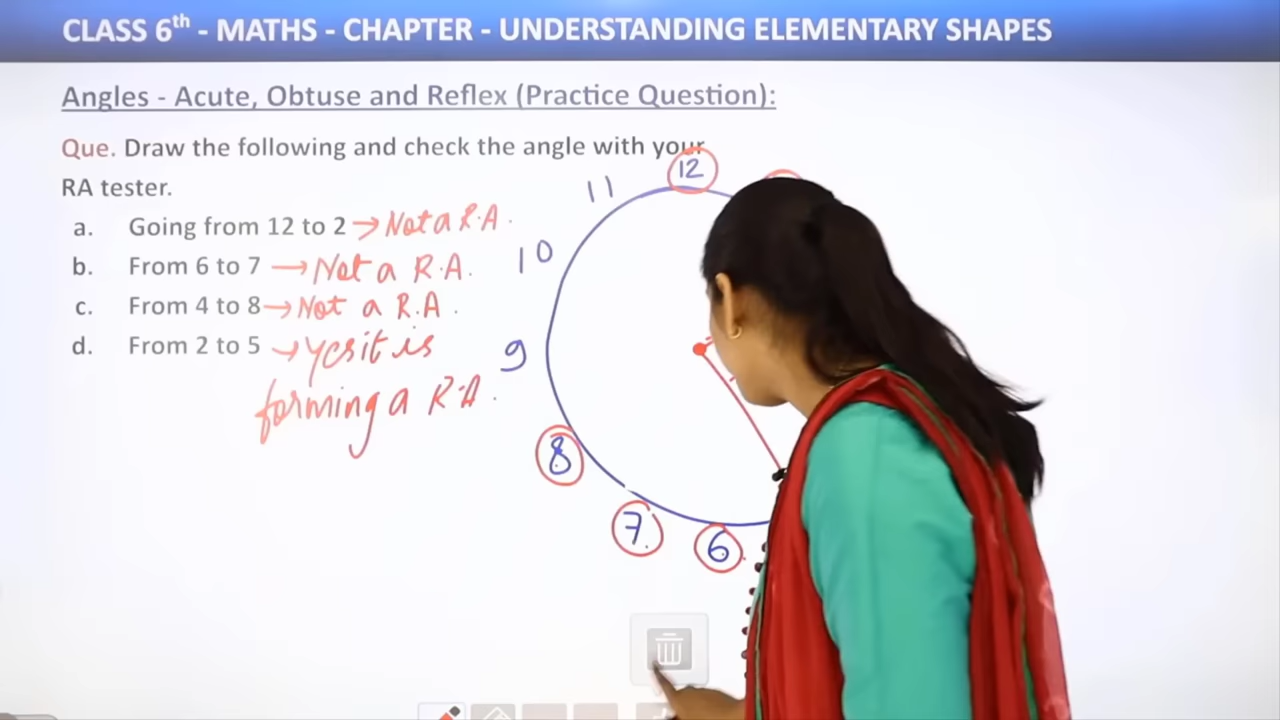 CLASS 6th - MATHS - CHAPTER - UNDERSTANDING ELEMENTARY SHAPES
Angles - Acute, Obtuse and Reflex (Practice Question):
Que. Draw the following and check the angle with your
RA tester.
a. Going from 12 to 2 → Not a R.A.
b. From 6 to 7 → Not a R.A.
c. From 4 to 8 → Not a R.A.
d. From 2 to 5 → yes it is
forming a R.A.
12
11
10
9
8
7
6